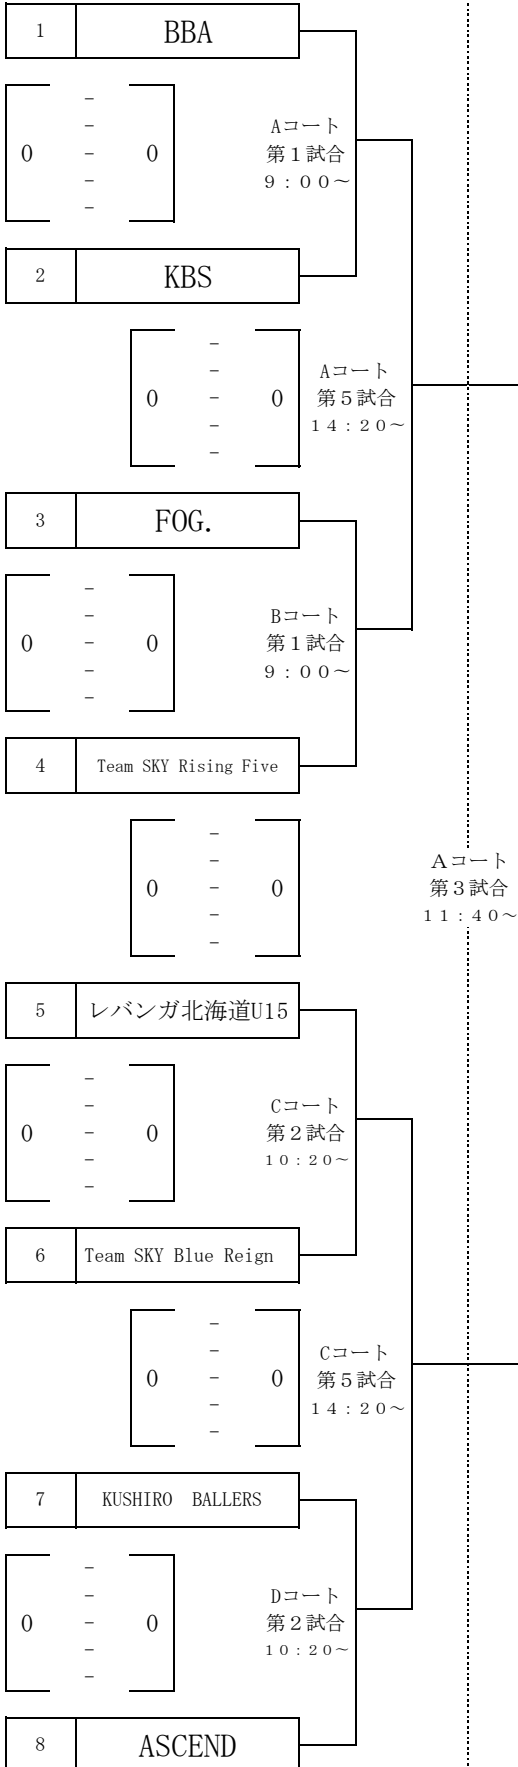 1 BBA
-
-
0 - 0
-
-
Aコート
第１試合
９：００～
2 KBS
-
-
0 - 0
-
-
Aコート
第５試合
１４：２０～
3 FOG.
-
-
0 - 0
-
-
Bコート
第１試合
９：００～
4 Team SKY Rising Five
-
-
0 - 0
-
-
Ａコート
第３試合
１１：４０～
5 レバンガ北海道U15
-
-
0 - 0
-
-
Cコート
第２試合
１０：２０～
6 Team SKY Blue Reign
-
-
0 - 0
-
-
Cコート
第５試合
１４：２０～
7 KUSHIRO　BALLERS
-
-
0 - 0
-
-
Dコート
第２試合
１０：２０～
8 ASCEND